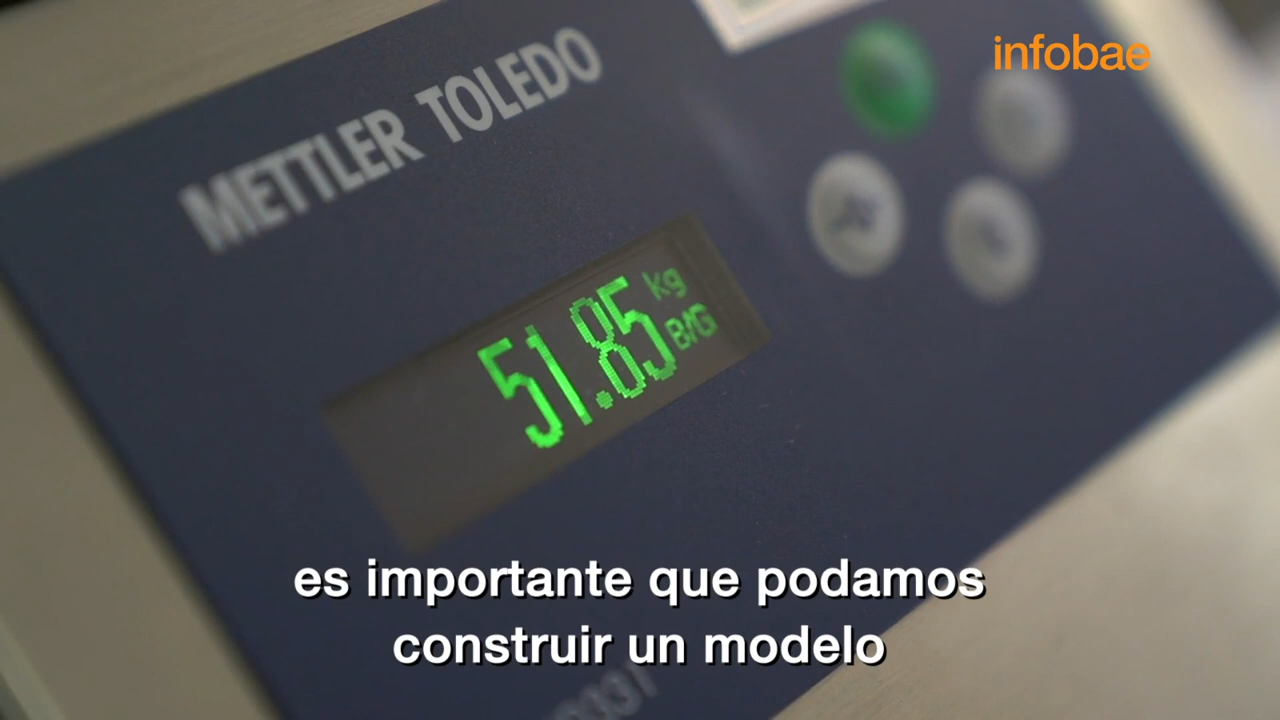 infobae
METTLER TOLEDO
51.85 kg
B/G
es importante que podamos
construir un modelo